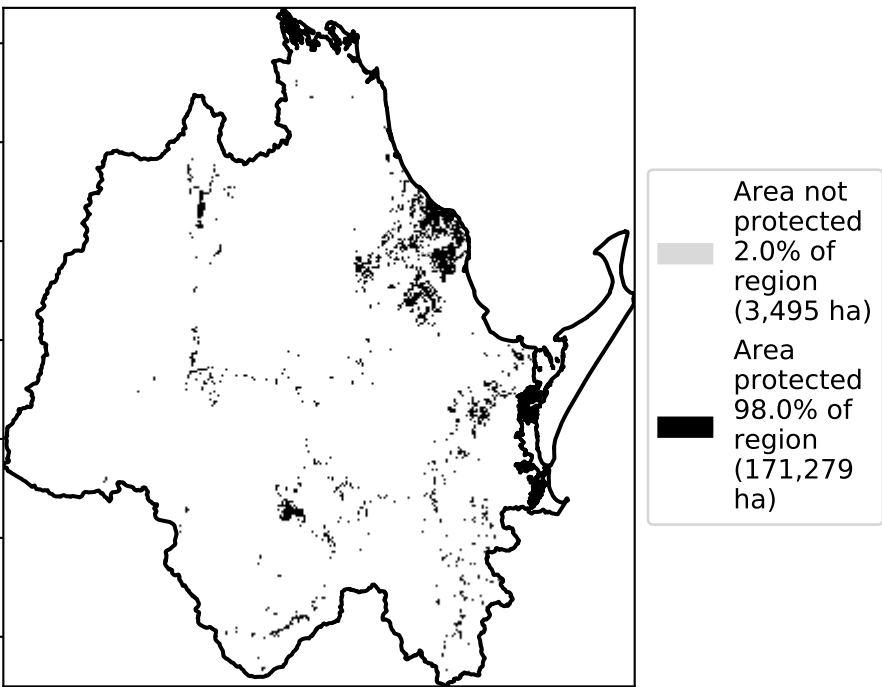 Area not
protected
2.0% of
region
(3,495 ha)
Area
protected
98.0% of
region
(171,279
ha)